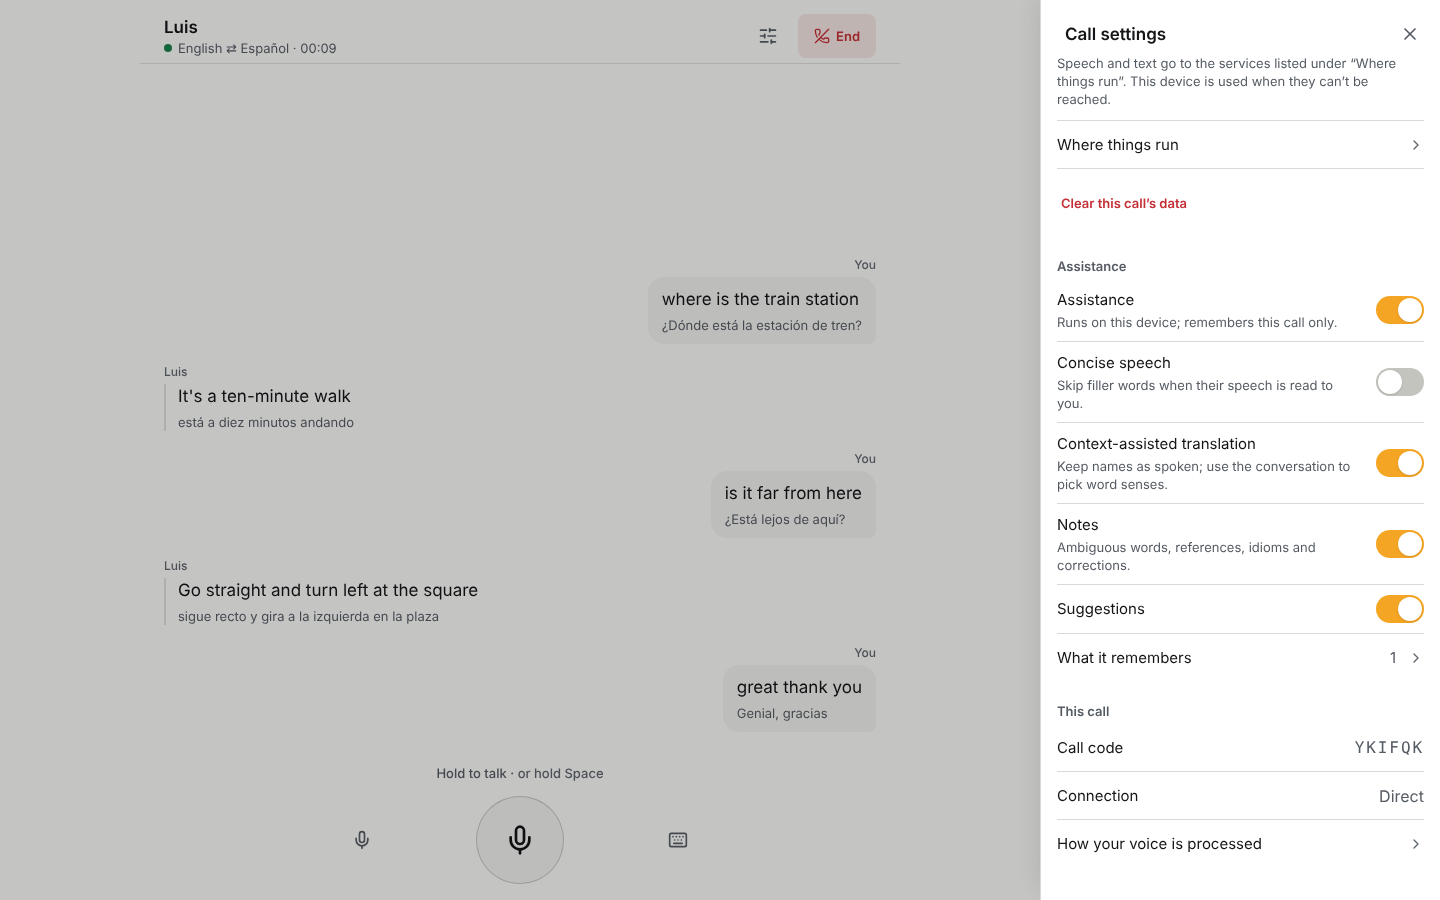 Luis
English ⇄ Español · 00:09
End
You
where is the train station
¿Dónde está la estación de tren?
Luis
It's a ten-minute walk
está a diez minutos andando
You
is it far from here
¿Está lejos de aquí?
Luis
Go straight and turn left at the square
sigue recto y gira a la izquierda en la plaza
You
great thank you
Genial, gracias
Hold to talk · or hold Space
Call settings
Speech and text go to the services listed under “Where
things run”. This device is used when they can’t be
reached.
Where things run
Clear this call’s data
Assistance
Assistance
Runs on this device; remembers this call only.
Concise speech
Skip filler words when their speech is read to
you.
Context-assisted translation
Keep names as spoken; use the conversation to
pick word senses.
Notes
Ambiguous words, references, idioms and
corrections.
Suggestions
What it remembers 1
This call
Call code YKIFQK
Connection Direct
How your voice is processed